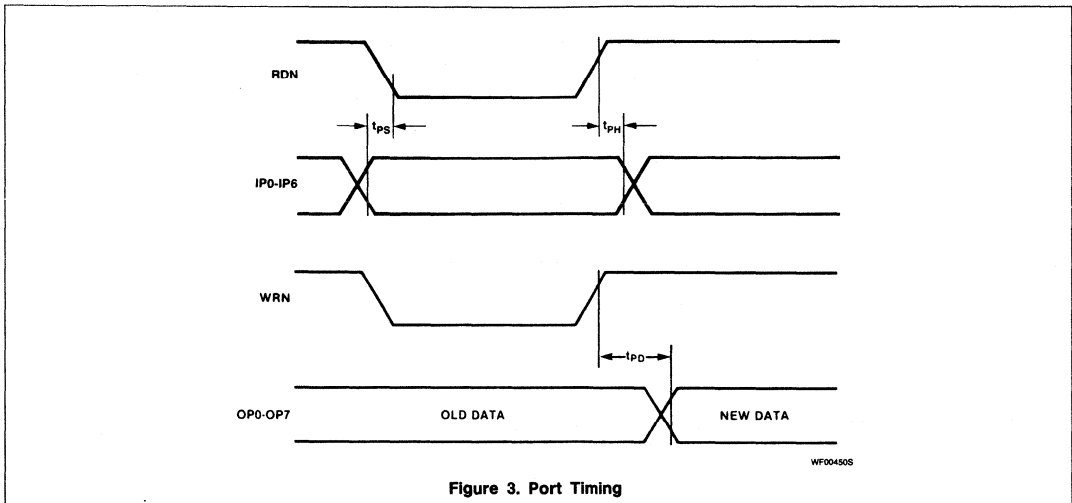 RDN
tPS
tPH
IP0-IP6
WRN
tPD
OP0-OP7
OLD DATA
NEW DATA
WF00450S
Figure 3. Port Timing